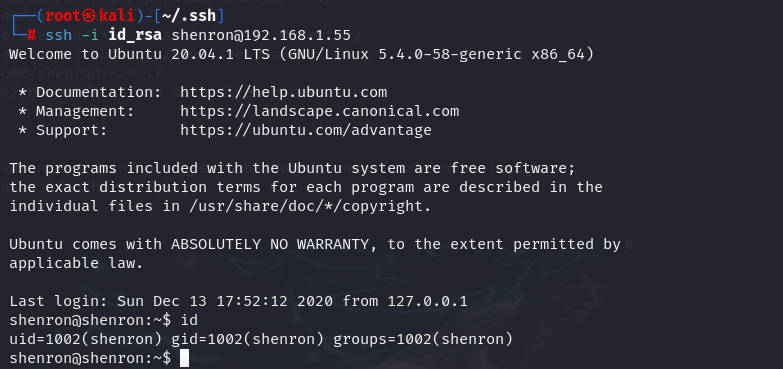 ┌──(root㉿kali)-[~/.ssh]
└─# ssh -i id_rsa shenron@192.168.1.55
Welcome to Ubuntu 20.04.1 LTS (GNU/Linux 5.4.0-58-generic x86_64)
* Documentation:  https://help.ubuntu.com
* Management:     https://landscape.canonical.com
* Support:        https://ubuntu.com/advantage
The programs included with the Ubuntu system are free software;
the exact distribution terms for each program are described in the
individual files in /usr/share/doc/*/copyright.
Ubuntu comes with ABSOLUTELY NO WARRANTY, to the extent permitted by
applicable law.
Last login: Sun Dec 13 17:52:12 2020 from 127.0.0.1
shenron@shenron:~$ id
uid=1002(shenron) gid=1002(shenron) groups=1002(shenron)
shenron@shenron:~$